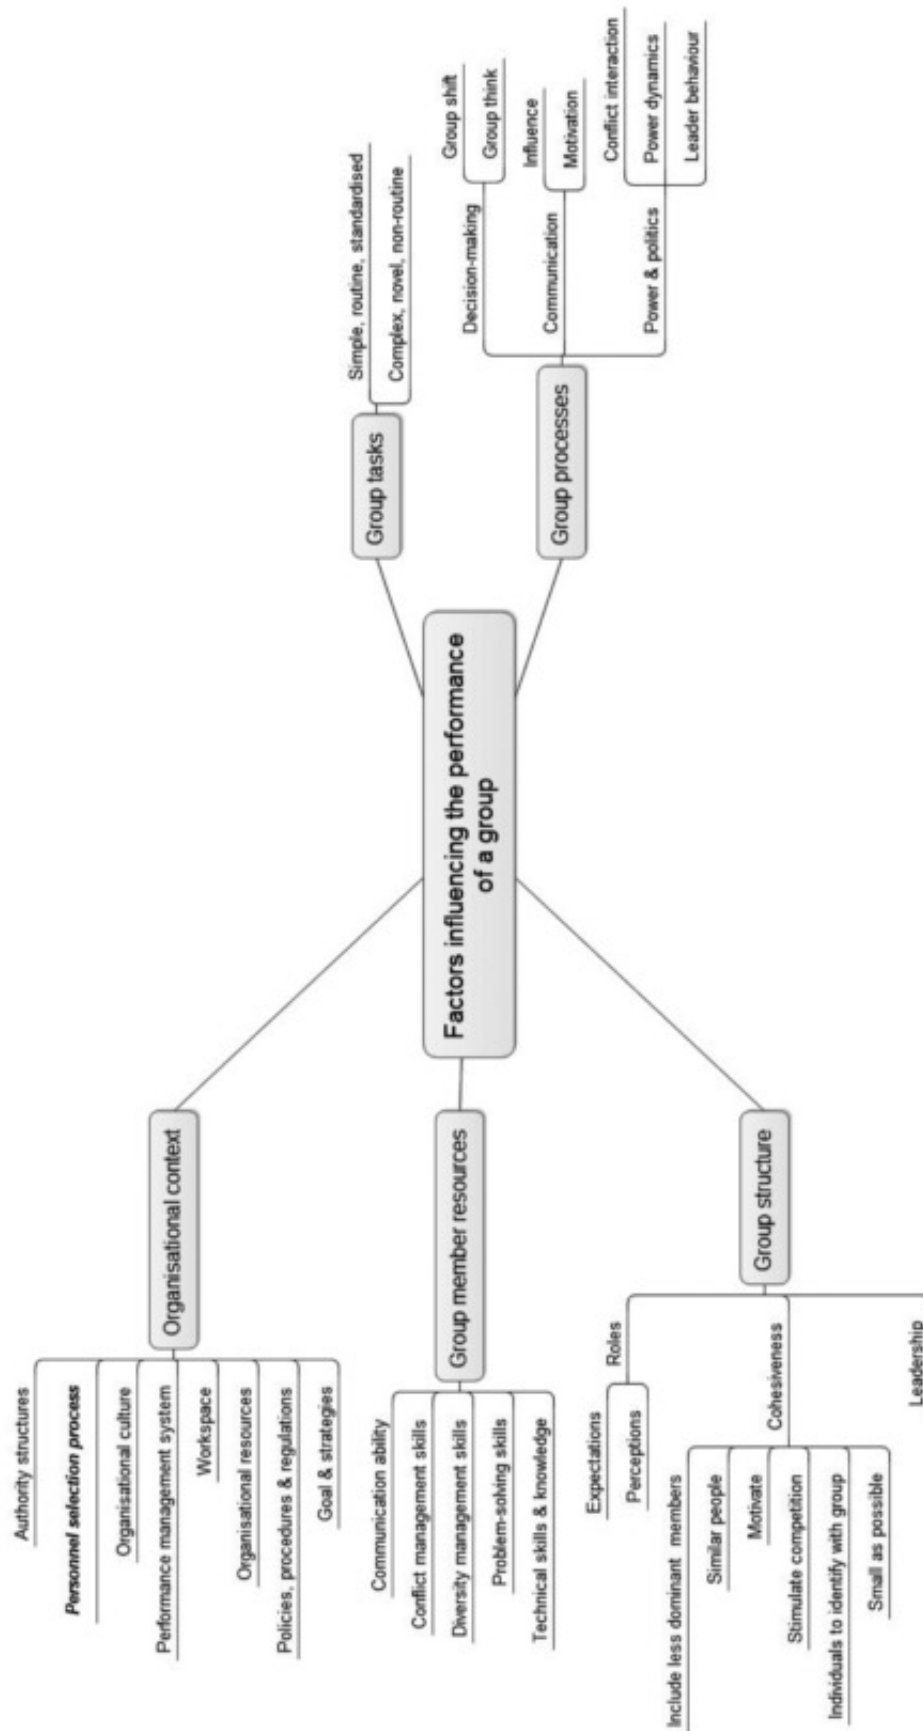 Factors influencing the performance
of a group
Organisational context
Authority structures
Personnel selection process
Organisational culture
Performance management system
Workspace
Organisational resources
Policies, procedures & regulations
Goal & strategies
Group member resources
Communication ability
Conflict management skills
Diversity management skills
Problem-solving skills
Technical skills & knowledge
Group structure
Roles
Expectations
Perceptions
Cohesiveness
Include less dominant members
Similar people
Motivate
Stimulate competition
Individuals to identify with group
Small as possible
Leadership
Group tasks
Simple, routine, standardised
Complex, novel, non-routine
Group processes
Decision-making
Group shift
Group think
Communication
Influence
Motivation
Power & politics
Conflict interaction
Power dynamics
Leader behaviour